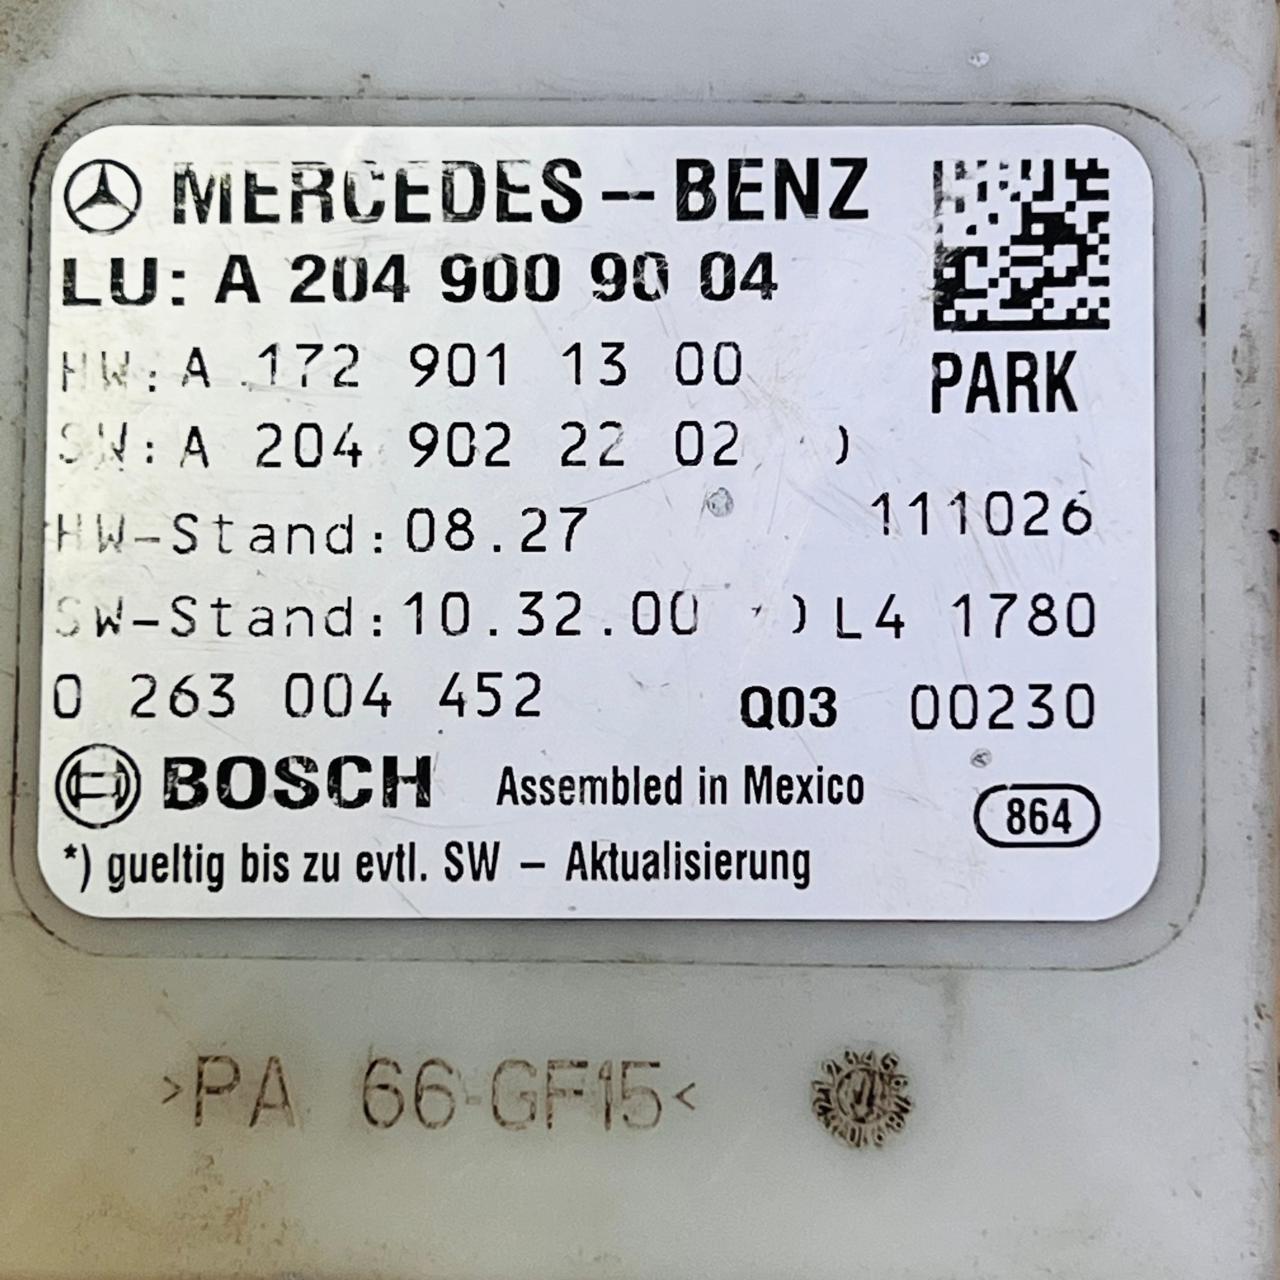 MERCEDES-BENZ
LU: A 204 900 90 04
HW: A 172 901 13 00
PARK
SW: A 204 902 22 02 )
HW-Stand: 08.27 111026
SW-Stand: 10.32.00 *) L4 1780
0 263 004 452 Q03 00230
BOSCH Assembled in Mexico
864
*) gueltig bis zu evtl. SW - Aktualisierung
>PA 66-GF15<